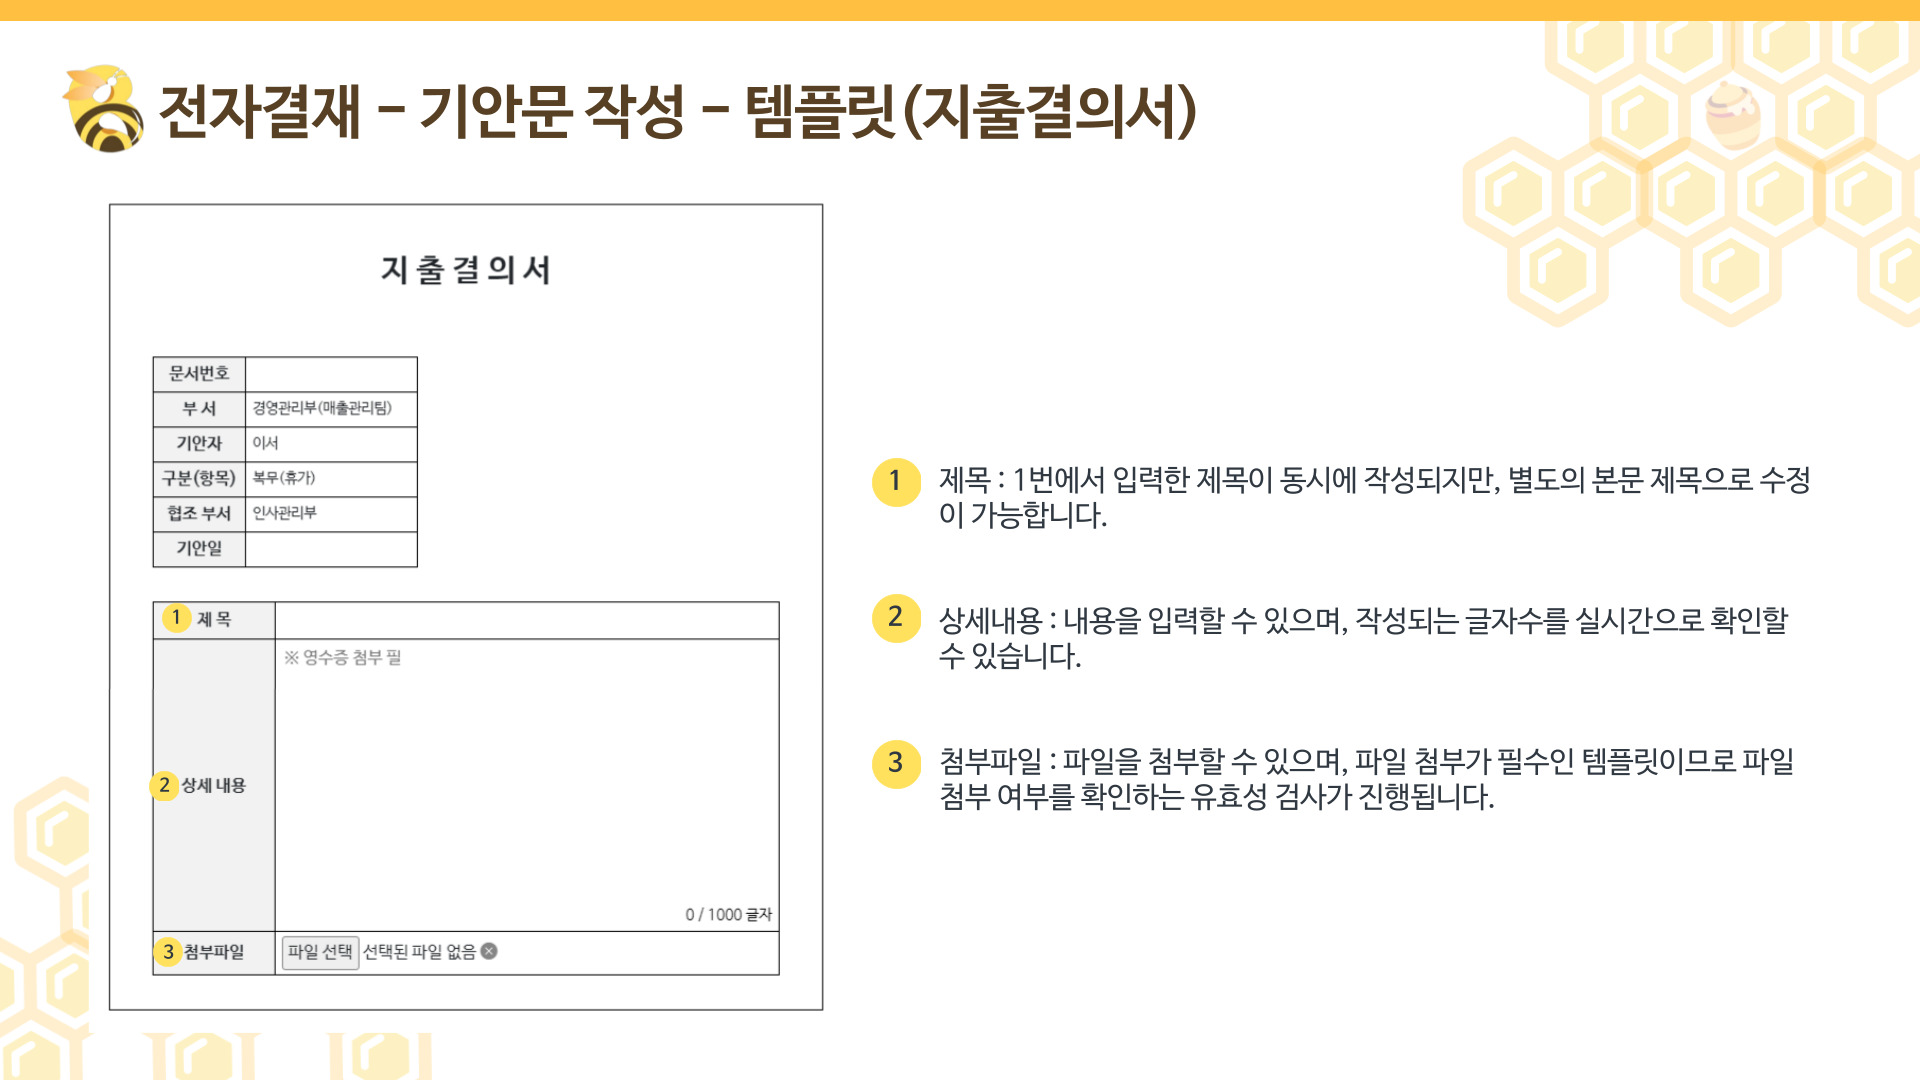 전자결재 - 기안문 작성 - 템플릿(지출결의서)
지 출 결 의 서
문서번호
부 서 경영관리부(매출관리팀)
기안자 이서
구분(항목) 복무(휴가)
협조 부서 인사관리부
기안일
1 제 목
※ 영수증 첨부 필
2 상세 내용
0 / 1000 글자
3 첨부파일 파일 선택 선택된 파일 없음
1 제목 : 1번에서 입력한 제목이 동시에 작성되지만, 별도의 본문 제목으로 수정
이 가능합니다.
2 상세내용 : 내용을 입력할 수 있으며, 작성되는 글자수를 실시간으로 확인할
수 있습니다.
3 첨부파일 : 파일을 첨부할 수 있으며, 파일 첨부가 필수인 템플릿이므로 파일
첨부 여부를 확인하는 유효성 검사가 진행됩니다.